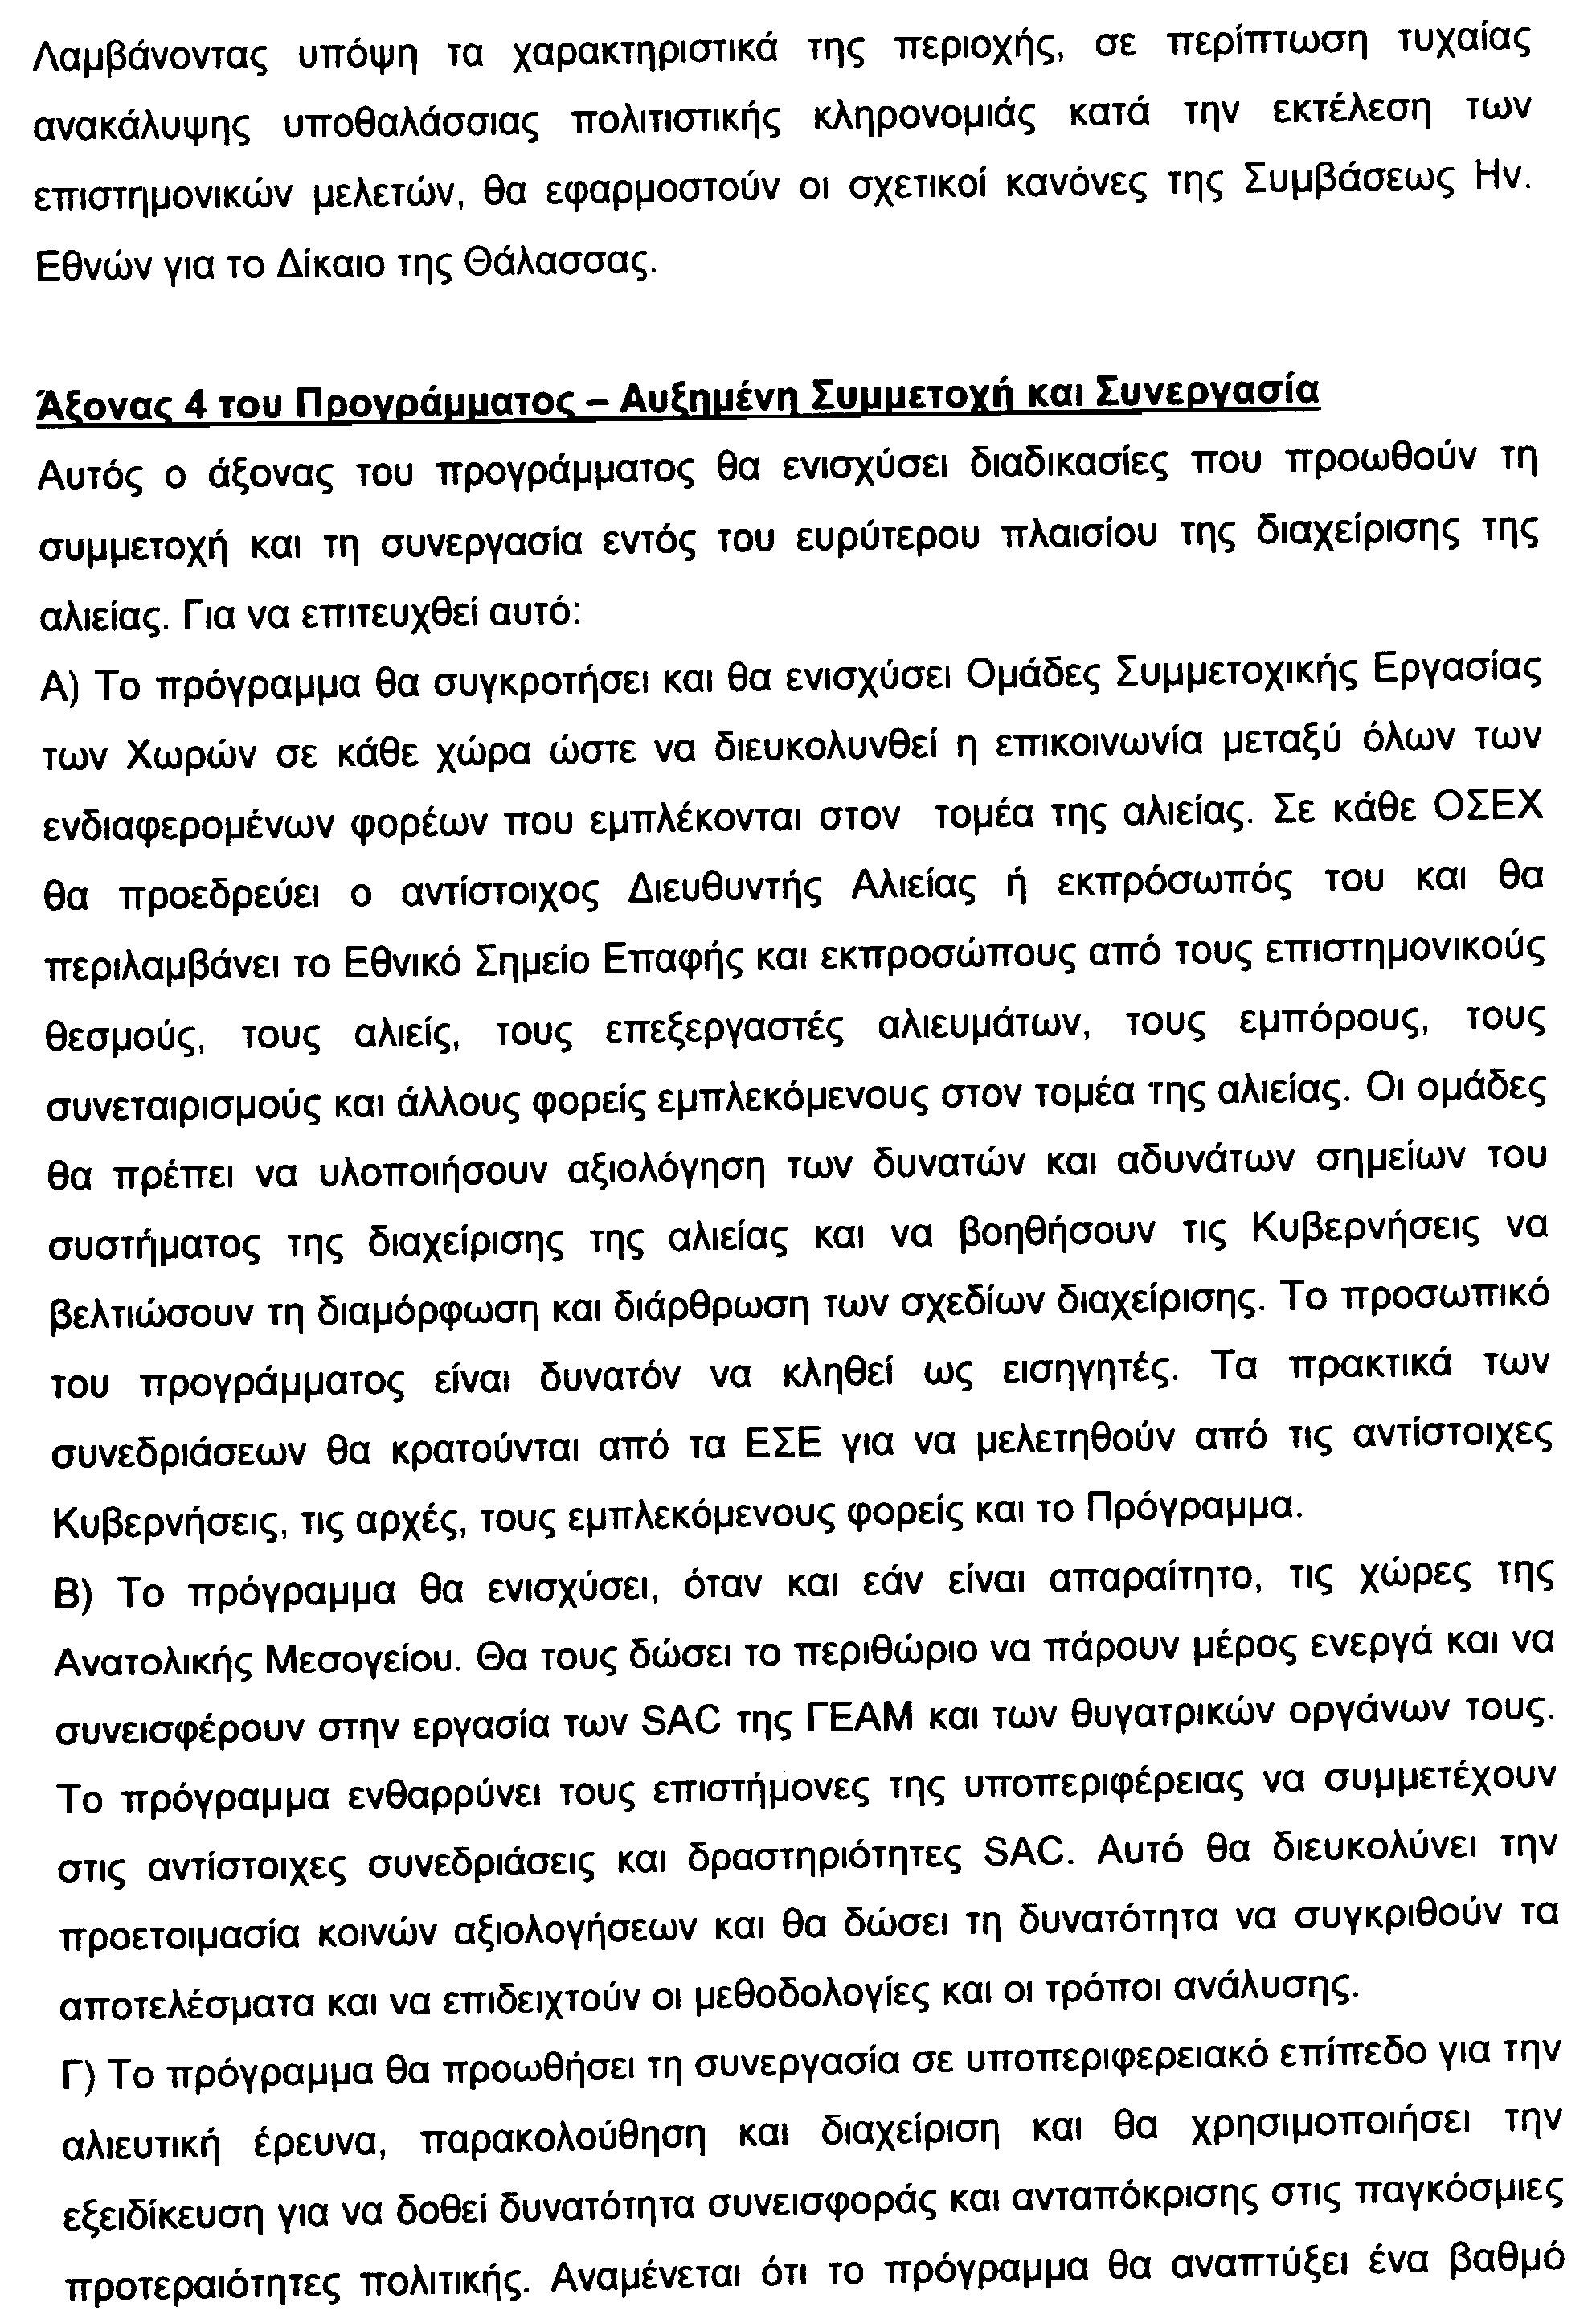 Λαμβάνοντας υπόψη τα χαρακτηριστικά της περιοχής, σε περίπτωση τυχαίας
ανακάλυψης υποθαλάσσιας πολιτιστικής κληρονομιάς κατά την εκτέλεση των
επιστημονικών μελετών, θα εφαρμοστούν οι σχετικοί κανόνες της Συμβάσεως Ην.
Εθνών για το Δίκαιο της Θάλασσας.
Άξονας 4 του Προγράμματος – Αυξημένη Συμμετοχή και Συνεργασία
Αυτός ο άξονας του προγράμματος θα ενισχύσει διαδικασίες που προωθούν τη
συμμετοχή και τη συνεργασία εντός του ευρύτερου πλαισίου της διαχείρισης της
αλιείας. Για να επιτευχθεί αυτό:
Α) Το πρόγραμμα θα συγκροτήσει και θα ενισχύσει Ομάδες Συμμετοχικής Εργασίας
των Χωρών σε κάθε χώρα ώστε να διευκολυνθεί η επικοινωνία μεταξύ όλων των
ενδιαφερομένων φορέων που εμπλέκονται στον τομέα της αλιείας. Σε κάθε ΟΣΕΧ
θα προεδρεύει ο αντίστοιχος Διευθυντής Αλιείας ή εκπρόσωπός του και θα
περιλαμβάνει το Εθνικό Σημείο Επαφής και εκπροσώπους από τους επιστημονικούς
θεσμούς, τους αλιείς, τους επεξεργαστές αλιευμάτων, τους εμπόρους, τους
συνεταιρισμούς και άλλους φορείς εμπλεκόμενους στον τομέα της αλιείας. Οι ομάδες
θα πρέπει να υλοποιήσουν αξιολόγηση των δυνατών και αδυνάτων σημείων του
συστήματος της διαχείρισης της αλιείας και να βοηθήσουν τις Κυβερνήσεις να
βελτιώσουν τη διαμόρφωση και διάρθρωση των σχεδίων διαχείρισης. Το προσωπικό
του προγράμματος είναι δυνατόν να κληθεί ως εισηγητές. Τα πρακτικά των
συνεδριάσεων θα κρατούνται από τα ΕΣΕ για να μελετηθούν από τις αντίστοιχες
Κυβερνήσεις, τις αρχές, τους εμπλεκόμενους φορείς και το Πρόγραμμα.
Β) Το πρόγραμμα θα ενισχύσει, όταν και εάν είναι απαραίτητο, τις χώρες της
Ανατολικής Μεσογείου. Θα τους δώσει το περιθώριο να πάρουν μέρος ενεργά και να
συνεισφέρουν στην εργασία των SAC της ΓΕΑΜ και των θυγατρικών οργάνων τους.
Το πρόγραμμα ενθαρρύνει τους επιστήμονες της υποπεριφέρειας να συμμετέχουν
στις αντίστοιχες συνεδριάσεις και δραστηριότητες SAC. Αυτό θα διευκολύνει την
προετοιμασία κοινών αξιολογήσεων και θα δώσει τη δυνατότητα να συγκριθούν τα
αποτελέσματα και να επιδειχτούν οι μεθοδολογίες και οι τρόποι ανάλυσης.
Γ) Το πρόγραμμα θα προωθήσει τη συνεργασία σε υποπεριφερειακό επίπεδο για την
αλιευτική έρευνα, παρακολούθηση και διαχείριση και θα χρησιμοποιήσει την
εξειδίκευση για να δοθεί δυνατότητα συνεισφοράς και ανταπόκρισης στις παγκόσμιες
προτεραιότητες πολιτικής. Αναμένεται ότι το πρόγραμμα θα αναπτύξει ένα βαθμό